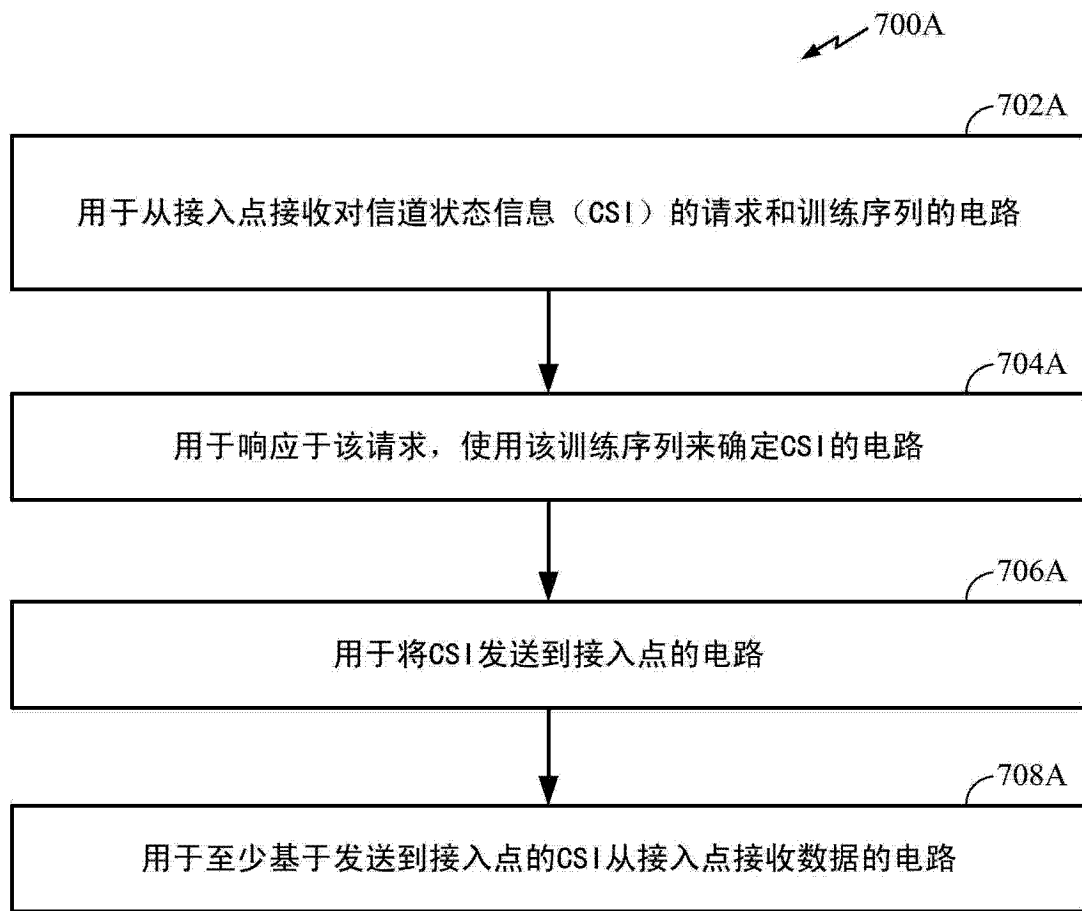 700A
702A
用于从接入点接收对信道状态信息（CSI）的请求和训练序列的电路
704A
用于响应于该请求，使用该训练序列来确定CSI的电路
706A
用于将CSI发送到接入点的电路
708A
用于至少基于发送到接入点的CSI从接入点接收数据的电路